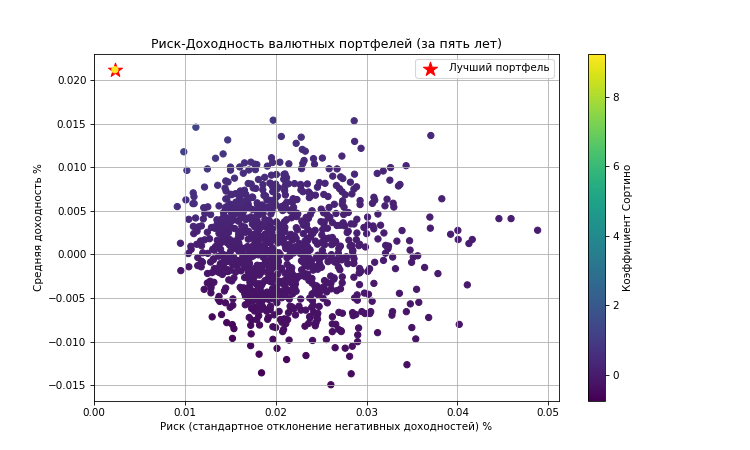 Риск-Доходность валютных портфелей (за пять лет)
Лучший портфель
Средняя доходность %
0.020
0.015
0.010
0.005
0.000
−0.005
−0.010
−0.015
0.00 0.01 0.02 0.03 0.04 0.05
Риск (стандартное отклонение негативных доходностей) %
8
6
4
2
0
Коэффициент Сортино